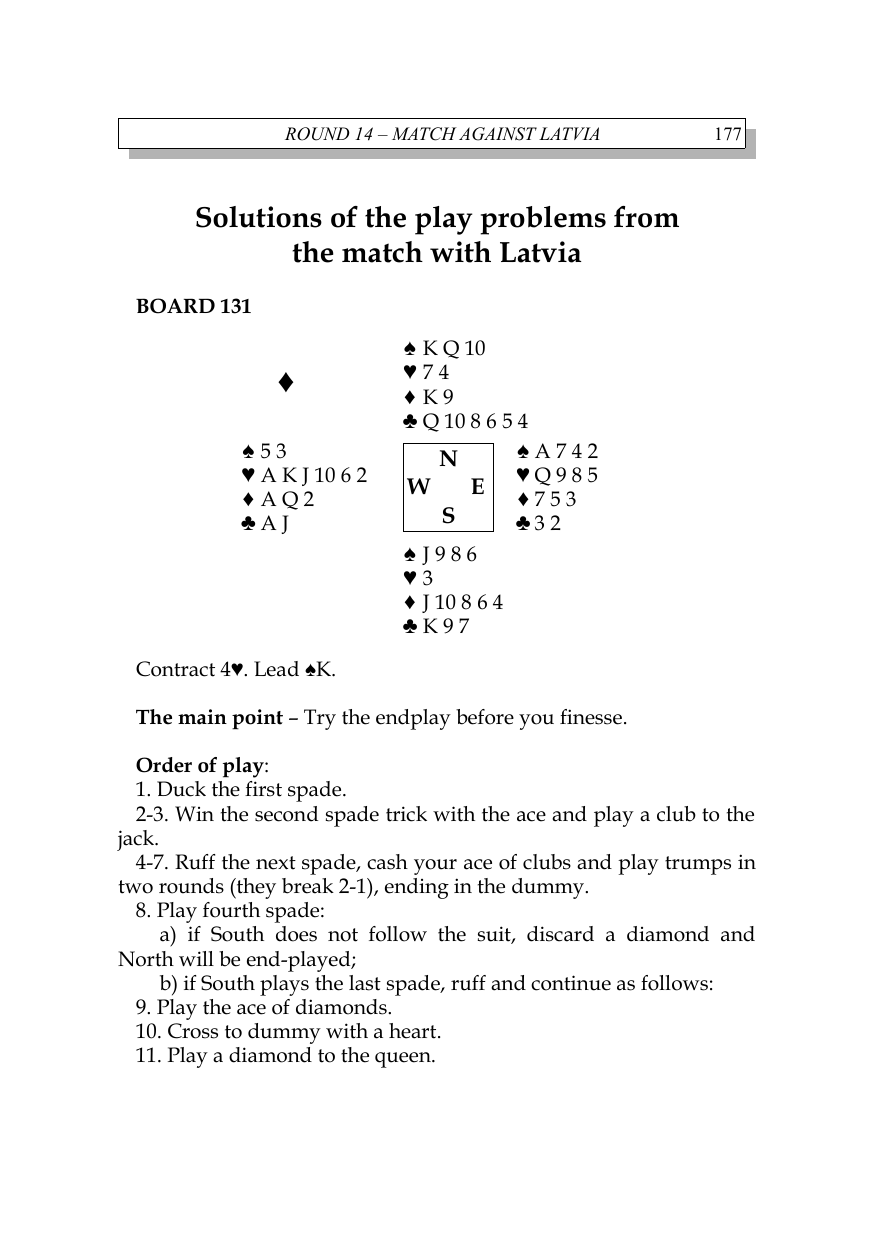 ROUND 14 – MATCH AGAINST LATVIA 177
Solutions of the play problems from
the match with Latvia
BOARD 131
♠ K Q 10
♥ 7 4
♦ K 9
♣ Q 10 8 6 5 4
♦
♠ 5 3
♥ A K J 10 6 2
♦ A Q 2
♣ A J
N
W E
S
♠ A 7 4 2
♥ Q 9 8 5
♦ 7 5 3
♣ 3 2
♠ J 9 8 6
♥ 3
♦ J 10 8 6 4
♣ K 9 7
Contract 4♥. Lead ♠K.
The main point – Try the endplay before you finesse.
Order of play:
1. Duck the first spade.
2-3. Win the second spade trick with the ace and play a club to the
jack.
4-7. Ruff the next spade, cash your ace of clubs and play trumps in
two rounds (they break 2-1), ending in the dummy.
8. Play fourth spade:
a) if South does not follow the suit, discard a diamond and
North will be end-played;
b) if South plays the last spade, ruff and continue as follows:
9. Play the ace of diamonds.
10. Cross to dummy with a heart.
11. Play a diamond to the queen.